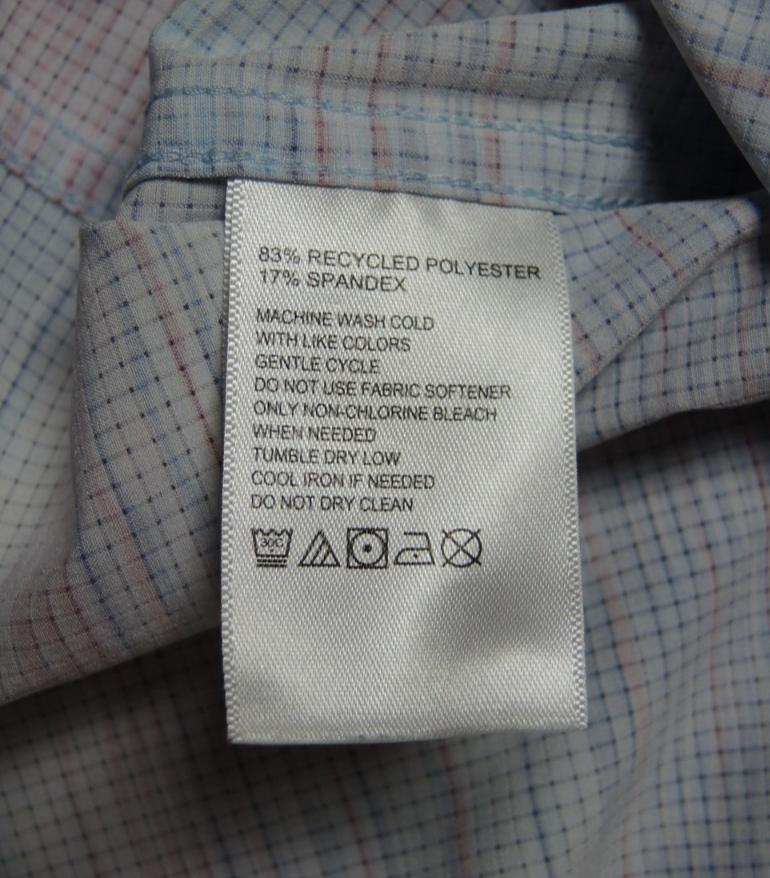 83% RECYCLED POLYESTER
17% SPANDEX
MACHINE WASH COLD
WITH LIKE COLORS
GENTLE CYCLE
DO NOT USE FABRIC SOFTENER
ONLY NON-CHLORINE BLEACH
WHEN NEEDED
TUMBLE DRY LOW
COOL IRON IF NEEDED
DO NOT DRY CLEAN
30C